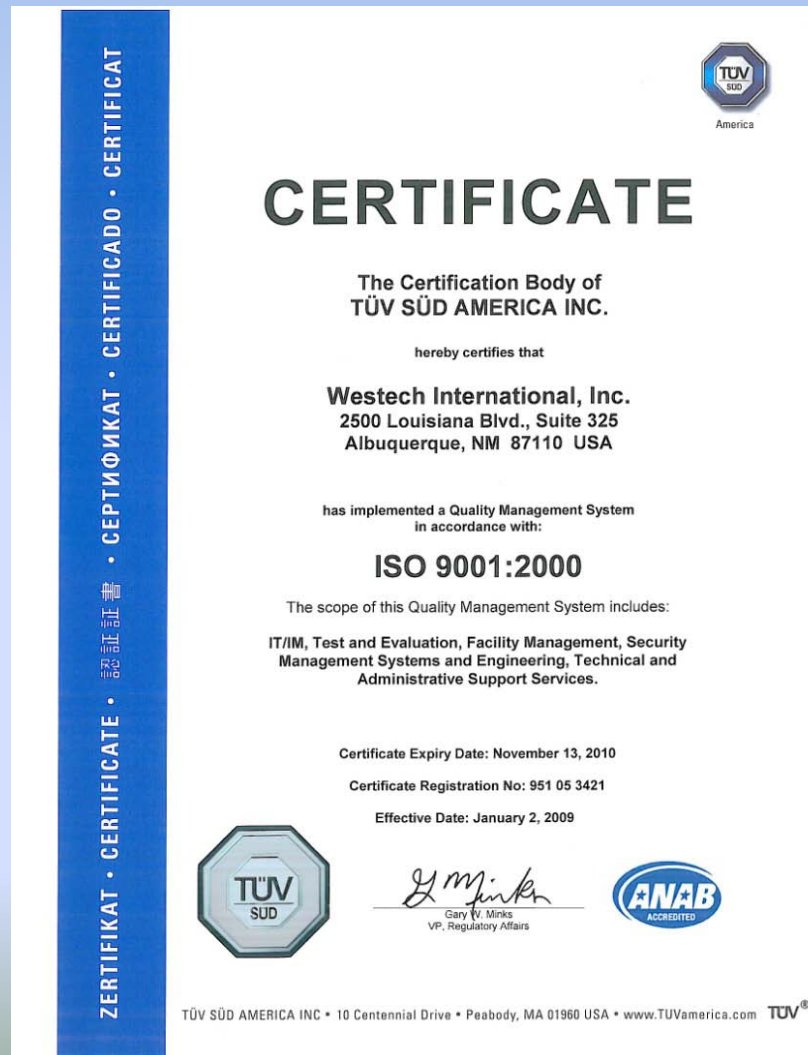 ZERTIFIKAT • CERTIFICATE • 認証証書 • СЕРТИФИКАТ • CERTIFICADO • CERTIFICAT
TÜV
SÜD
America
CERTIFICATE
The Certification Body of
TÜV SÜD AMERICA INC.
hereby certifies that
Westech International, Inc.
2500 Louisiana Blvd., Suite 325
Albuquerque, NM 87110 USA
has implemented a Quality Management System
in accordance with:
ISO 9001:2000
The scope of this Quality Management System includes:
IT/IM, Test and Evaluation, Facility Management, Security
Management Systems and Engineering, Technical and
Administrative Support Services.
Certificate Expiry Date: November 13, 2010
Certificate Registration No: 951 05 3421
Effective Date: January 2, 2009
TÜV
SÜD
G Minks
Gary W. Minks
VP, Regulatory Affairs
ANAB
ACCREDITED
TÜV SÜD AMERICA INC • 10 Centennial Drive • Peabody, MA 01960 USA • www.TUVamerica.com TÜV®